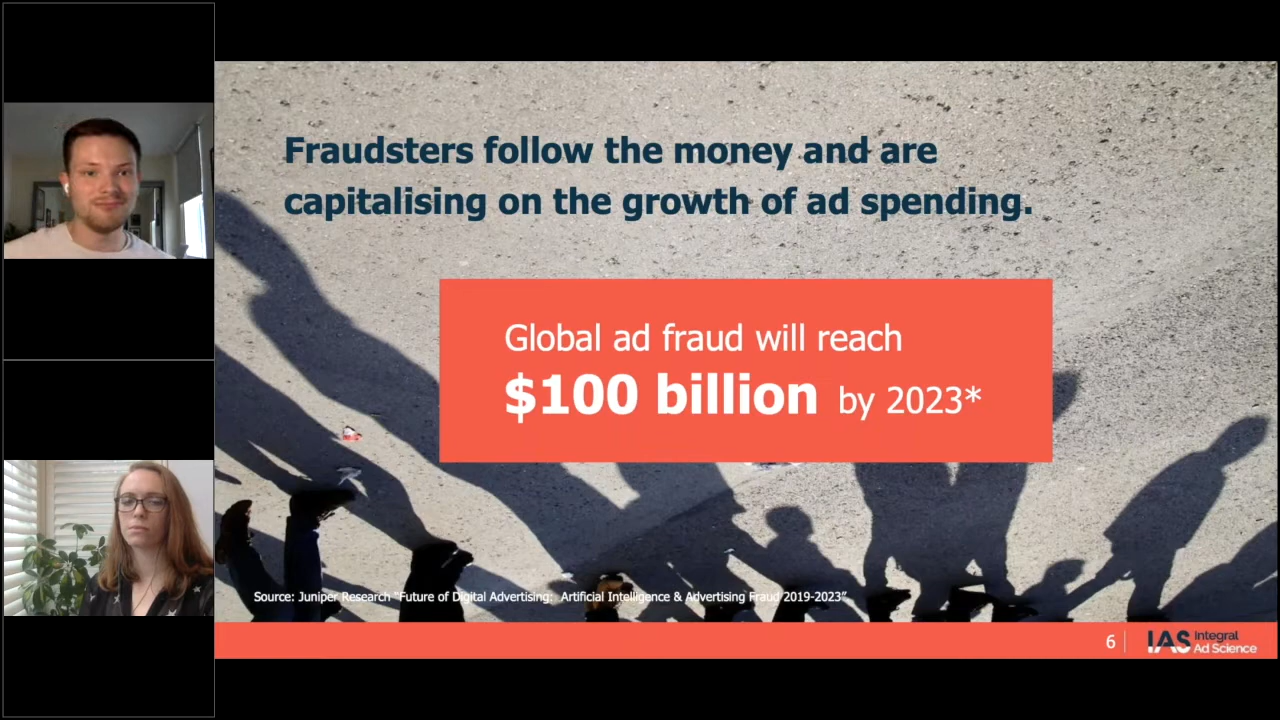 Fraudsters follow the money and are
capitalising on the growth of ad spending.
Global ad fraud will reach
$100 billion by 2023*
Source: Juniper Research “Future of Digital Advertising:  Artificial Intelligence & Advertising Fraud 2019-2023”
6
IAS Integral
Ad Science